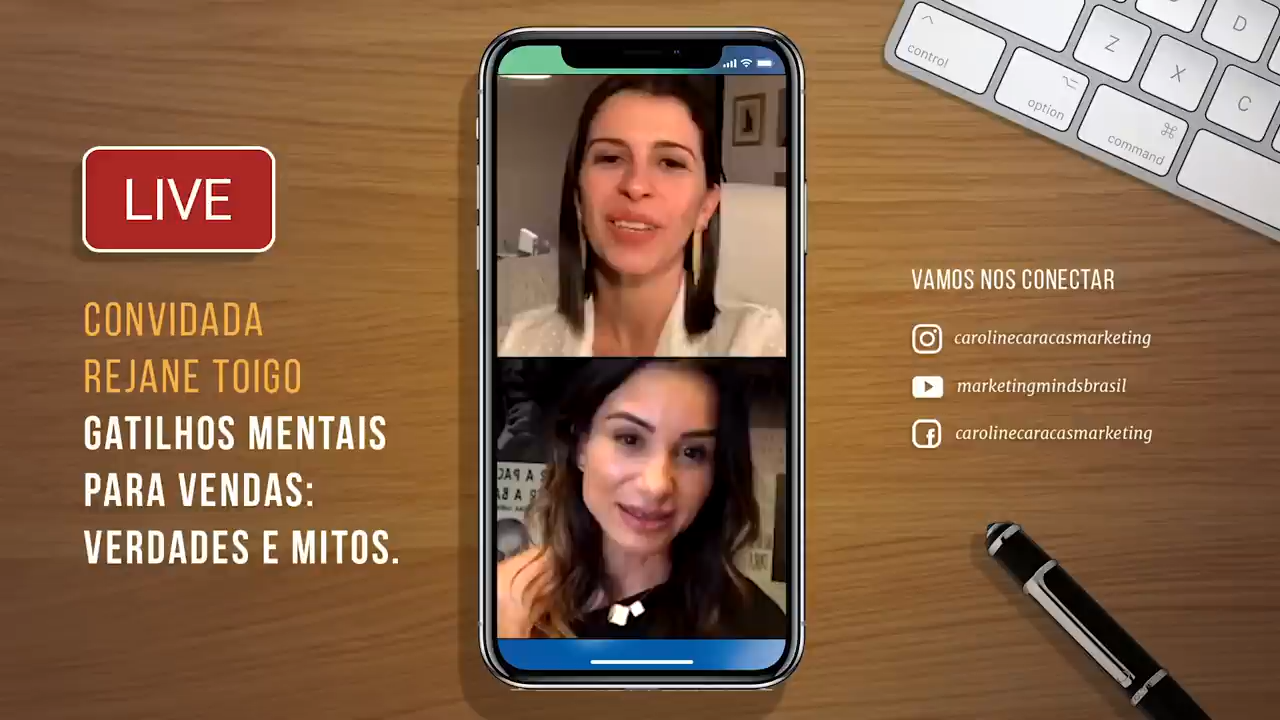 LIVE
CONVIDADA
REJANE TOIGO
GATILHOS MENTAIS
PARA VENDAS:
VERDADES E MITOS.
VAMOS NOS CONECTAR
carolinecaracasmarketing
marketingmindsbrasil
carolinecaracasmarketing
control
option
command
Z
X
C
D